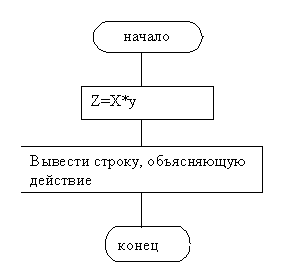 начало
Z=X*y
Вывести строку, объясняющую
действие
конец